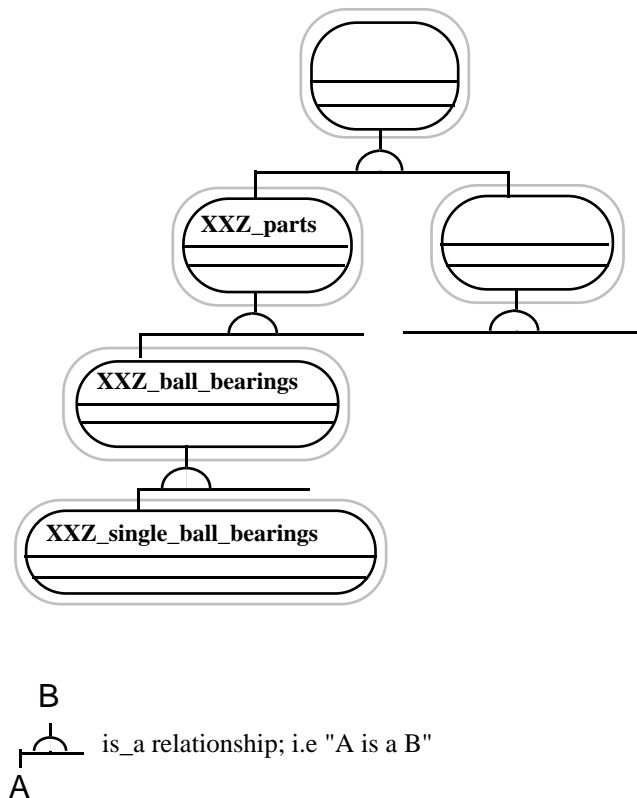 XXZ_parts
XXZ_ball_bearings
XXZ_single_ball_bearings
B
is_a relationship; i.e "A is a B"
A